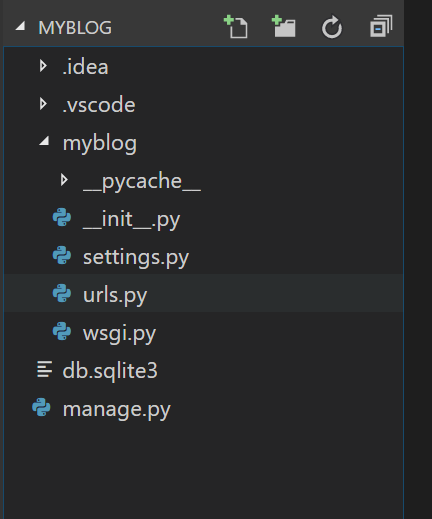 MYBLOG
.idea
.vscode
myblog
__pycache__
__init__.py
settings.py
urls.py
wsgi.py
db.sqlite3
manage.py